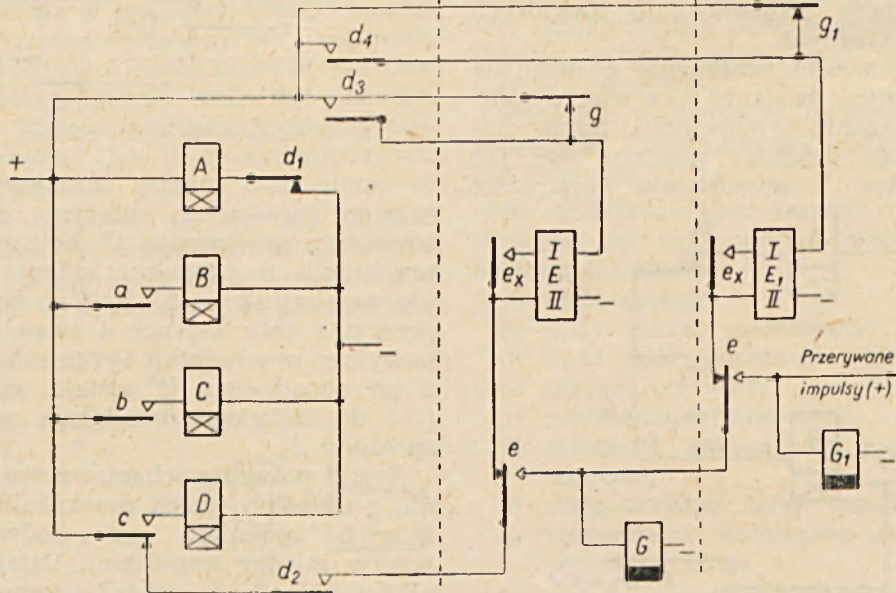 d4
g1
d3
g
+
A
d1
I
E
II
ex
−
I
E1
II
ex
−
a
B
−
e
Przerywane
impulsy (+)
b
C
G1
−
e
c
D
G
−
d2